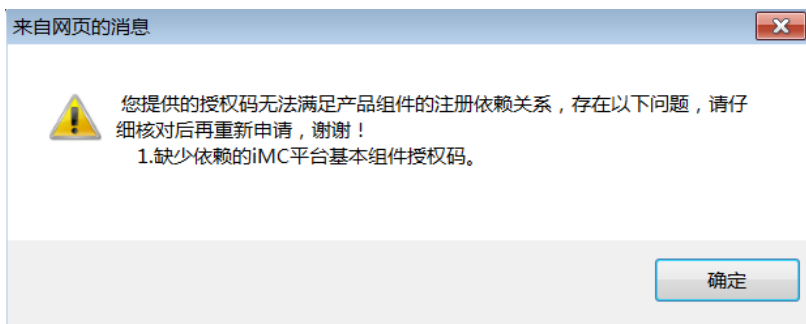 来自网页的消息
您提供的授权码无法满足产品组件的注册依赖关系，存在以下问题，请仔
细核对后再重新申请，谢谢！
1.缺少依赖的iMC平台基本组件授权码。
确定